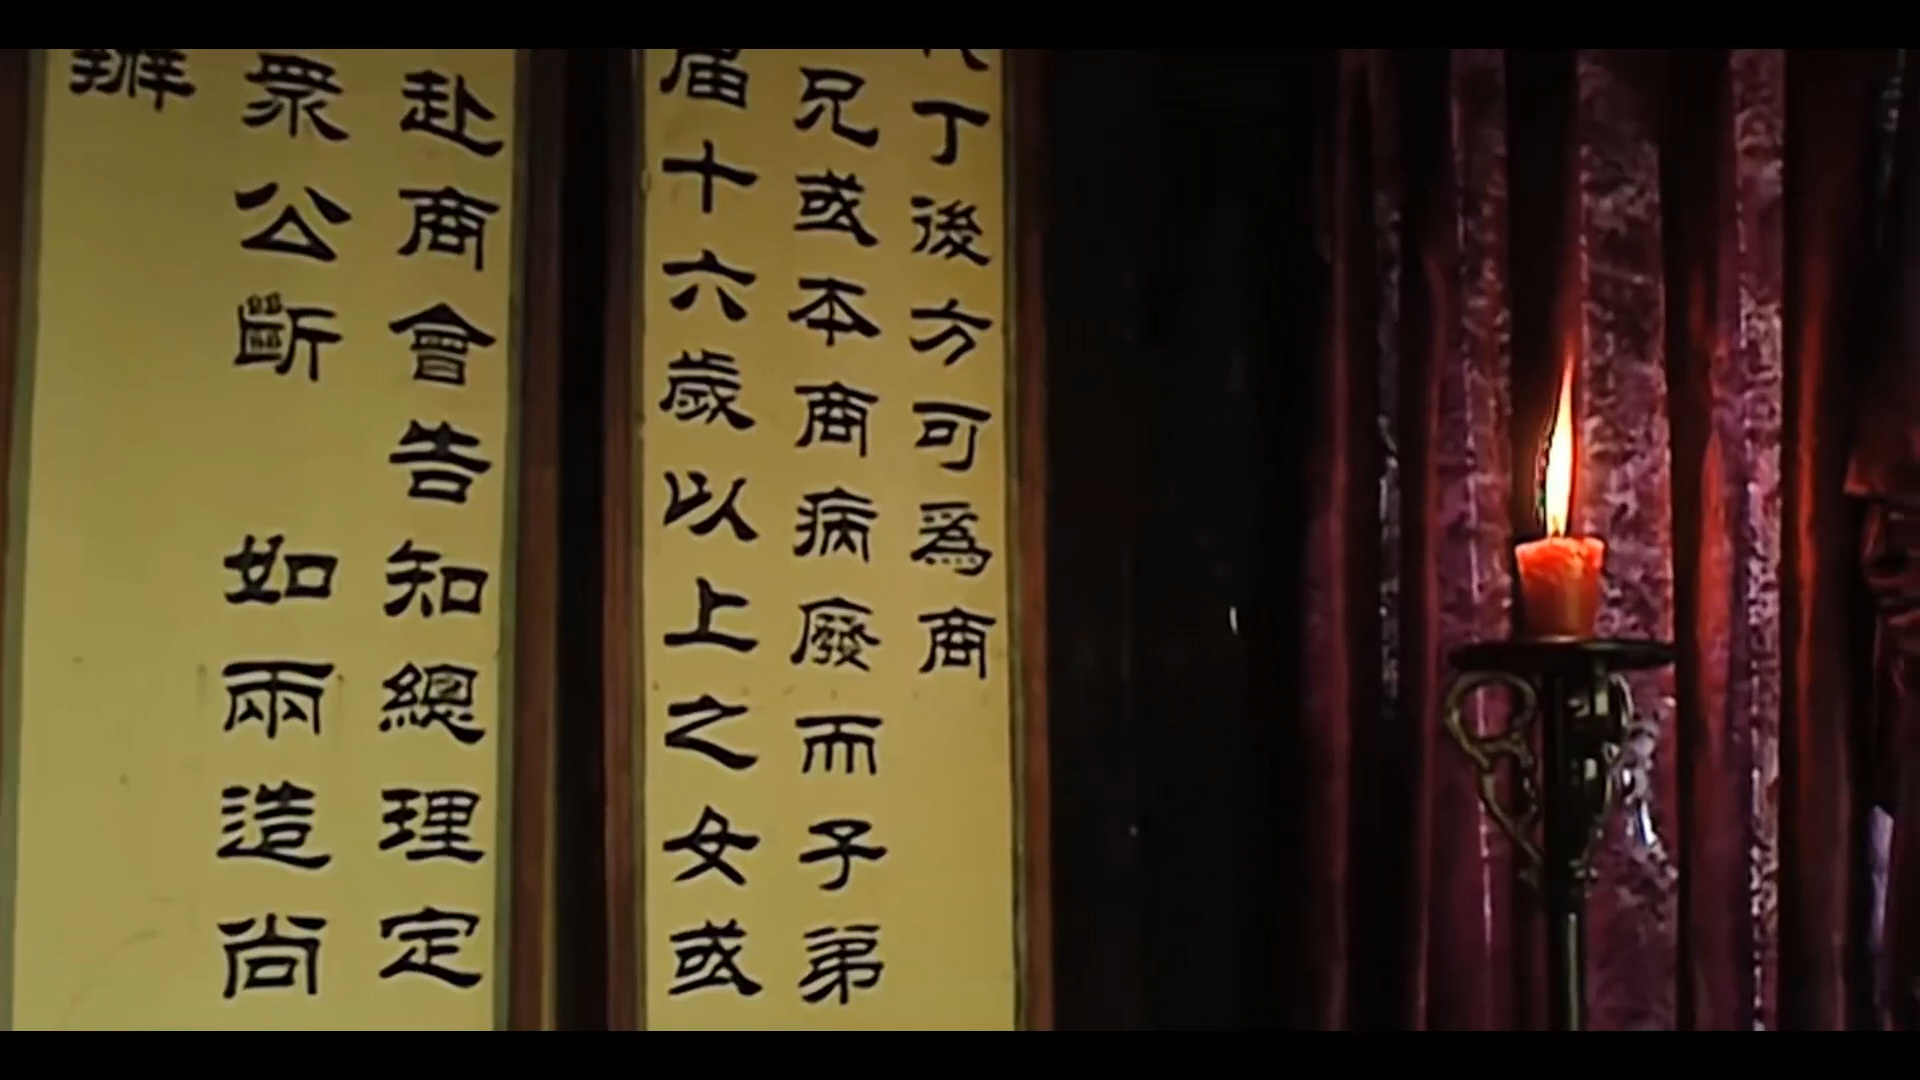 丁後方可爲商
兄或本商病廢而子弟
届十六歲以上之女或
赴商會告知總理定
眾公斷 如兩造尚
辦